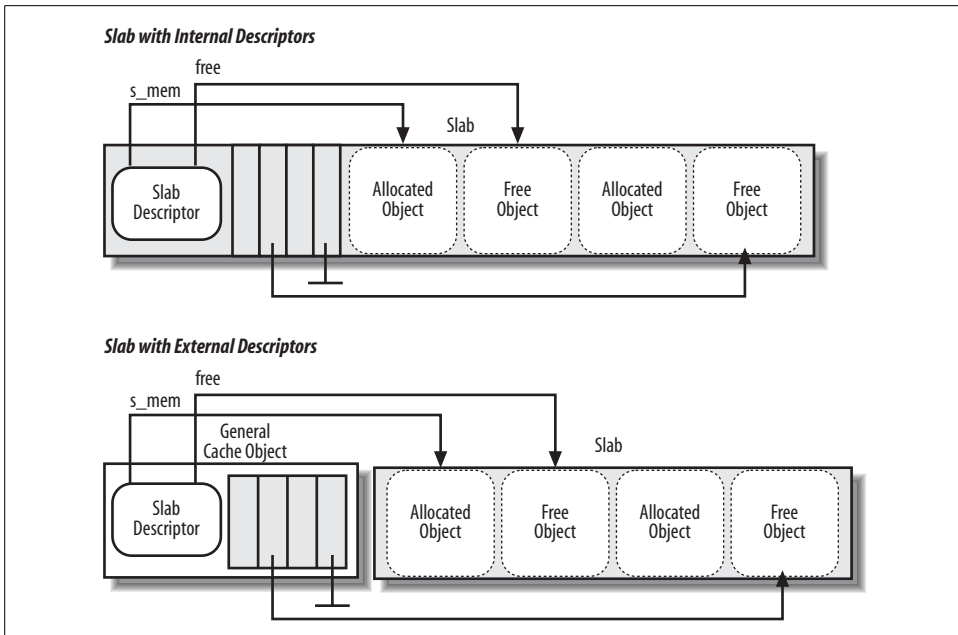 Slab with Internal Descriptors
free
s_mem
Slab
Slab
Descriptor
Allocated
Object
Free
Object
Allocated
Object
Free
Object
Slab with External Descriptors
free
s_mem
General
Cache Object
Slab
Slab
Descriptor
Allocated
Object
Free
Object
Allocated
Object
Free
Object